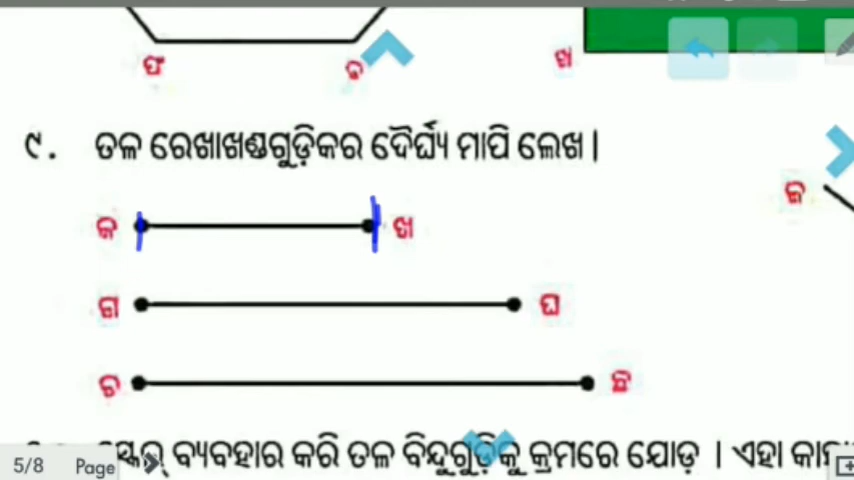 ଙ ଖ
୯. ତଳ ରେଖାଖଣ୍ଡଗୁଡ଼ିକର ଦୈର୍ଘ୍ୟ ମାପି ଲେଖ।
କ ଖ
ଗ ଘ
ଚ ଛ
ବ୍ୟବହାର କରି ତଳ ବିନ୍ଦୁଗୁଡ଼ିକୁ କ୍ରମରେ ଯୋଡ଼ । ଏହା
5/8 Page